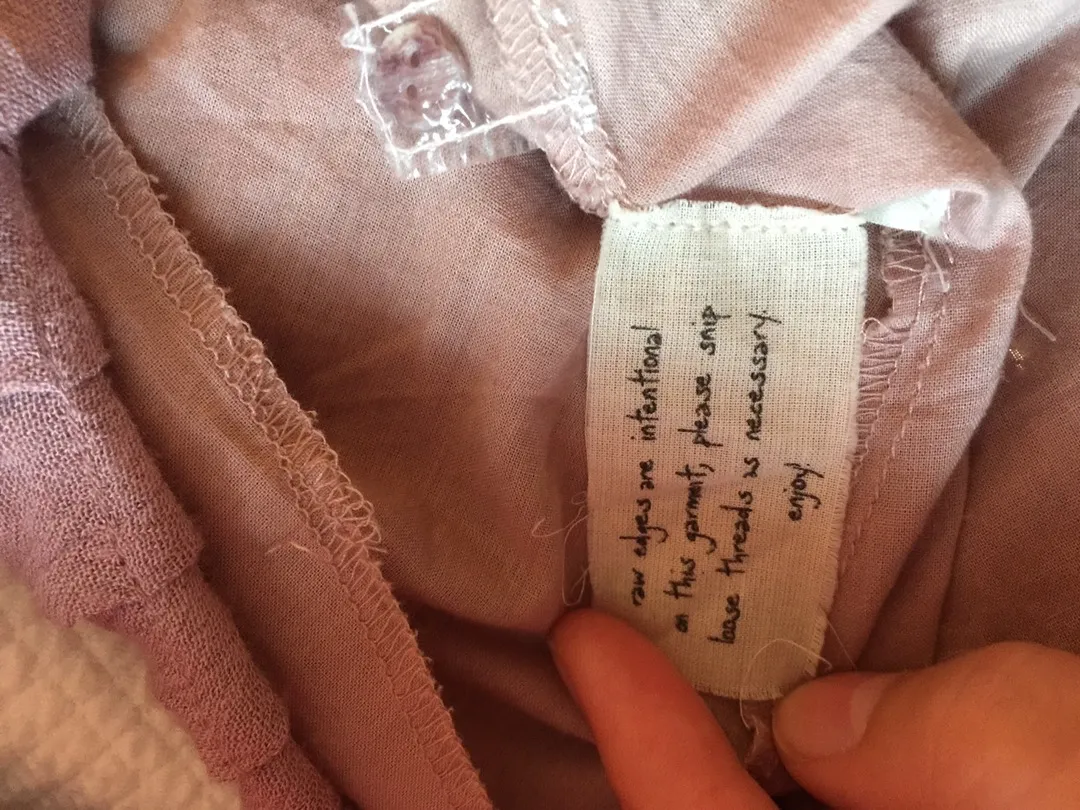 raw edges are intentional
on this garment, please snip
loose threads as necessary.
enjoy!